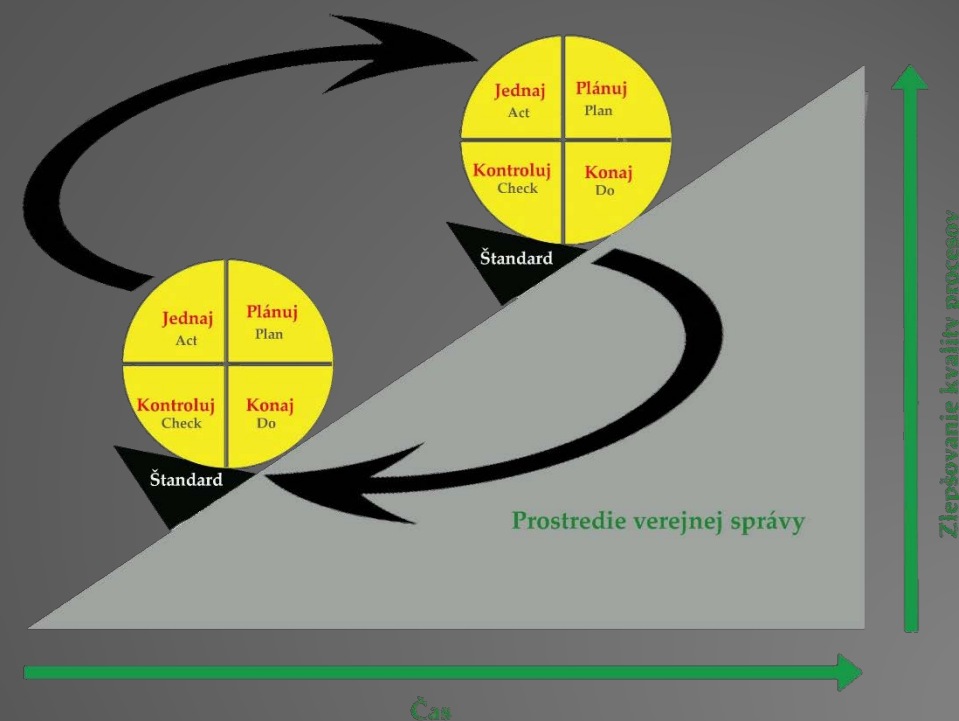 Jednaj
Act
Plánuj
Plan
Kontroluj
Check
Konaj
Do
Štandard
Jednaj
Act
Plánuj
Plan
Kontroluj
Check
Konaj
Do
Štandard
Prostredie verejnej správy
Zlepšovanie kvality procesov
Čas